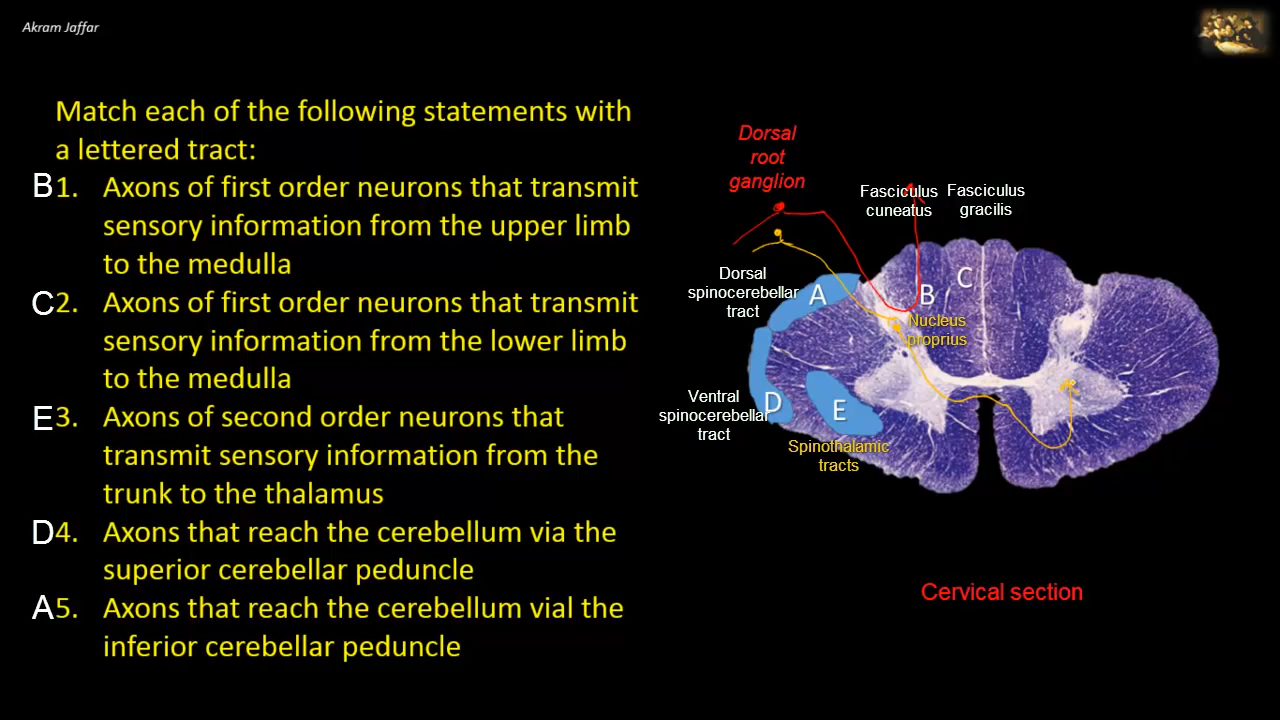 Akram Jaffar
Match each of the following statements with
a lettered tract:
B 1. Axons of first order neurons that transmit
sensory information from the upper limb
to the medulla
C 2. Axons of first order neurons that transmit
sensory information from the lower limb
to the medulla
E 3. Axons of second order neurons that
transmit sensory information from the
trunk to the thalamus
D 4. Axons that reach the cerebellum via the
superior cerebellar peduncle
A 5. Axons that reach the cerebellum vial the
inferior cerebellar peduncle
Dorsal
root
ganglion
Fasciculus
cuneatus
Fasciculus
gracilis
Dorsal
spinocerebellar
tract
A
B
C
Nucleus
proprius
Ventral
spinocerebellar
tract
D
E
Spinothalamic
tracts
Cervical section